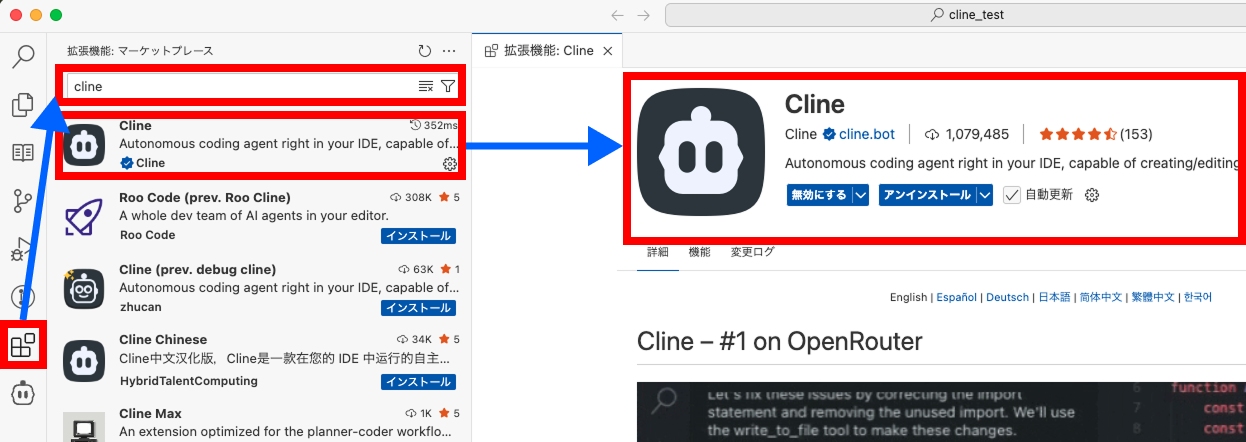 cline_test
拡張機能: マーケットプレース
cline
Cline
352ms
Autonomous coding agent right in your IDE, capable of...
Cline
Roo Code (prev. Roo Cline)
308K ★ 5
A whole dev team of AI agents in your editor.
Roo Code
インストール
Cline (prev. debug cline)
63K ★ 1
Autonomous coding agent right in your IDE, capable of...
zhucan
インストール
Cline Chinese
34K ★ 5
Cline中文汉化版，Cline是一款在您的 IDE 中运行的自主...
HybridTalentComputing
インストール
Cline Max
1K ★ 5
An extension optimized for the planner-coder workflo...
拡張機能: Cline
Cline
Cline cline.bot | 1,079,485 | (153)
Autonomous coding agent right in your IDE, capable of creating/editing
無効にする アンインストール 自動更新
詳細 機能 変更ログ
English | Español | Deutsch | 日本語 | 简体中文 | 繁體中文 | 한국어
Cline – #1 on OpenRouter
Let's fix these issues by correcting the import
statement and removing the unused import. We'll use
the write_to_file tool to make these changes.
6 function
7 const
8 const